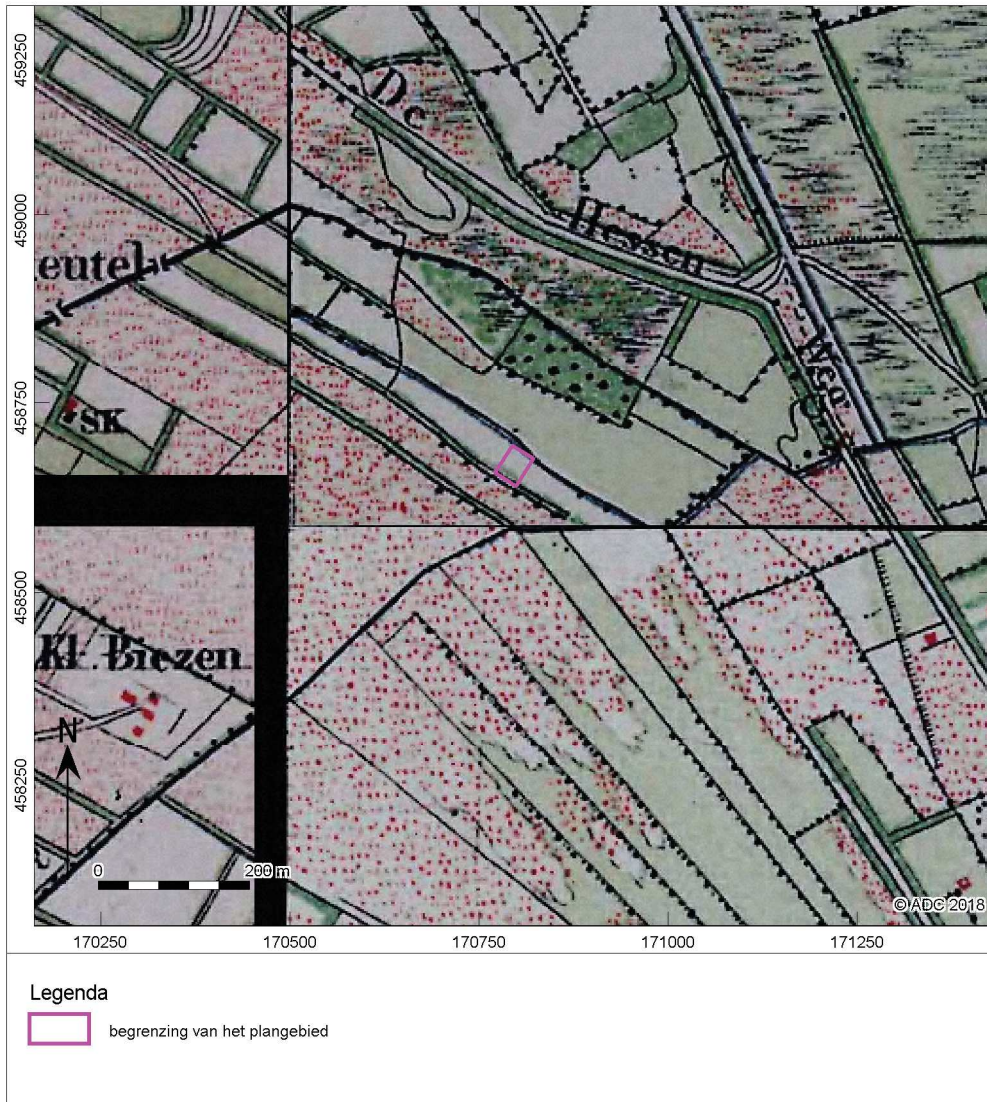 459250
459000
458750
458500
458250
De
Hessen
Weg
eutel
SK
Kl. Biezen
N
0 200 m
© ADC 2018
170250 170500 170750 171000 171250
Legenda
begrenzing van het plangebied